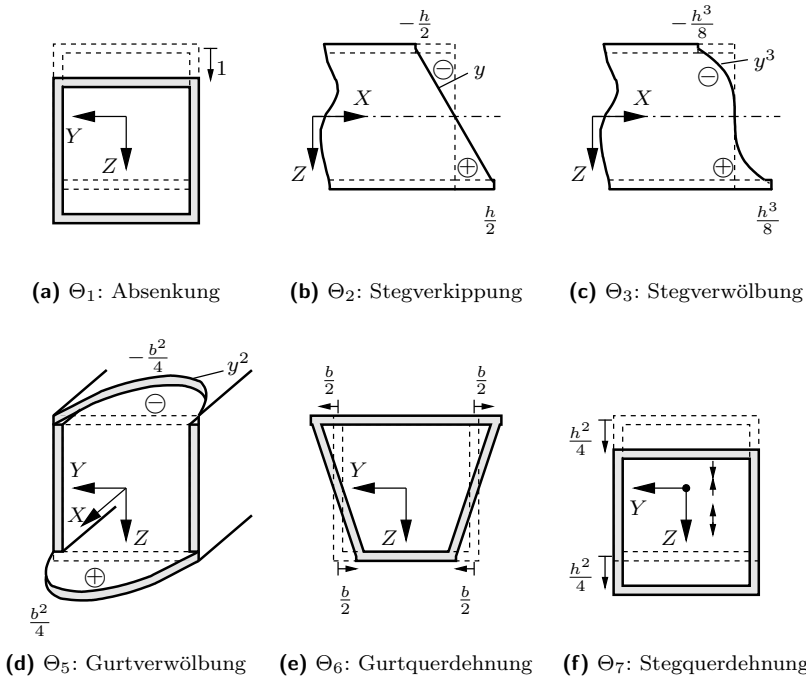 1
Y
Z
(a) Θ₁: Absenkung
−h/2
⊖
y
X
Z
⊕
h/2
(b) Θ₂: Stegverkippung
−h³/8
⊖
y³
X
Z
⊕
h³/8
(c) Θ₃: Stegverwölbung
−b²/4
y²
⊖
Y
X
Z
⊕
b²/4
(d) Θ₅: Gurtverwölbung
b/2
b/2
Y
Z
b/2
b/2
(e) Θ₆: Gurtquerdehnung
h²/4
Y
Z
h²/4
(f) Θ₇: Stegquerdehnung